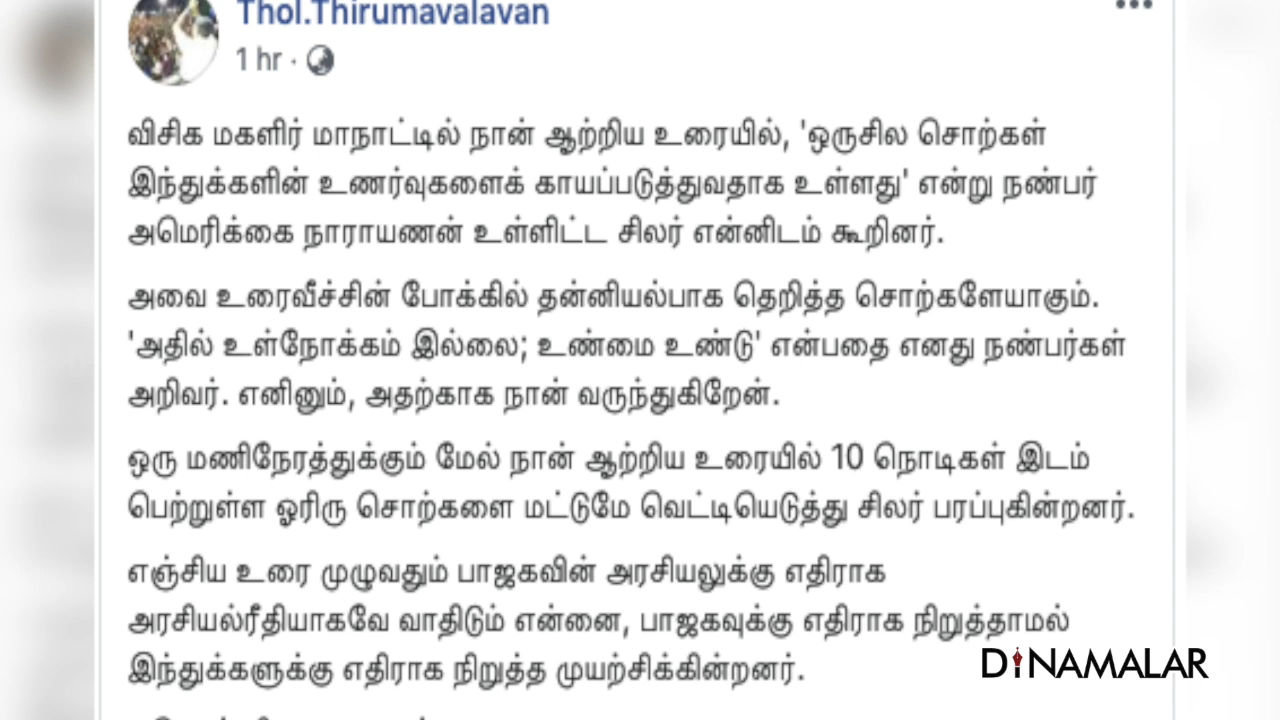 Thol.Thirumavalavan
1 hr ·
விசிக மகளிர் மாநாட்டில் நான் ஆற்றிய உரையில், 'ஒருசில சொற்கள்
இந்துக்களின் உணர்வுகளைக் காயப்படுத்துவதாக உள்ளது' என்று நண்பர்
அமெரிக்கை நாராயணன் உள்ளிட்ட சிலர் என்னிடம் கூறினர்.
அவை உரைவீச்சின் போக்கில் தன்னியல்பாக தெறித்த சொற்களேயாகும்.
'அதில் உள்நோக்கம் இல்லை; உண்மை உண்டு' என்பதை எனது நண்பர்கள்
அறிவர். எனினும், அதற்காக நான் வருந்துகிறேன்.
ஒரு மணிநேரத்துக்கும் மேல் நான் ஆற்றிய உரையில் 10 நொடிகள் இடம்
பெற்றுள்ள ஓரிரு சொற்களை மட்டுமே வெட்டியெடுத்து சிலர் பரப்புகின்றனர்.
எஞ்சிய உரை முழுவதும் பாஜகவின் அரசியலுக்கு எதிராக
அரசியல்ரீதியாகவே வாதிடும் என்னை, பாஜகவுக்கு எதிராக நிறுத்தாமல்
இந்துக்களுக்கு எதிராக நிறுத்த முயற்சிக்கின்றனர்.
DINAMALAR